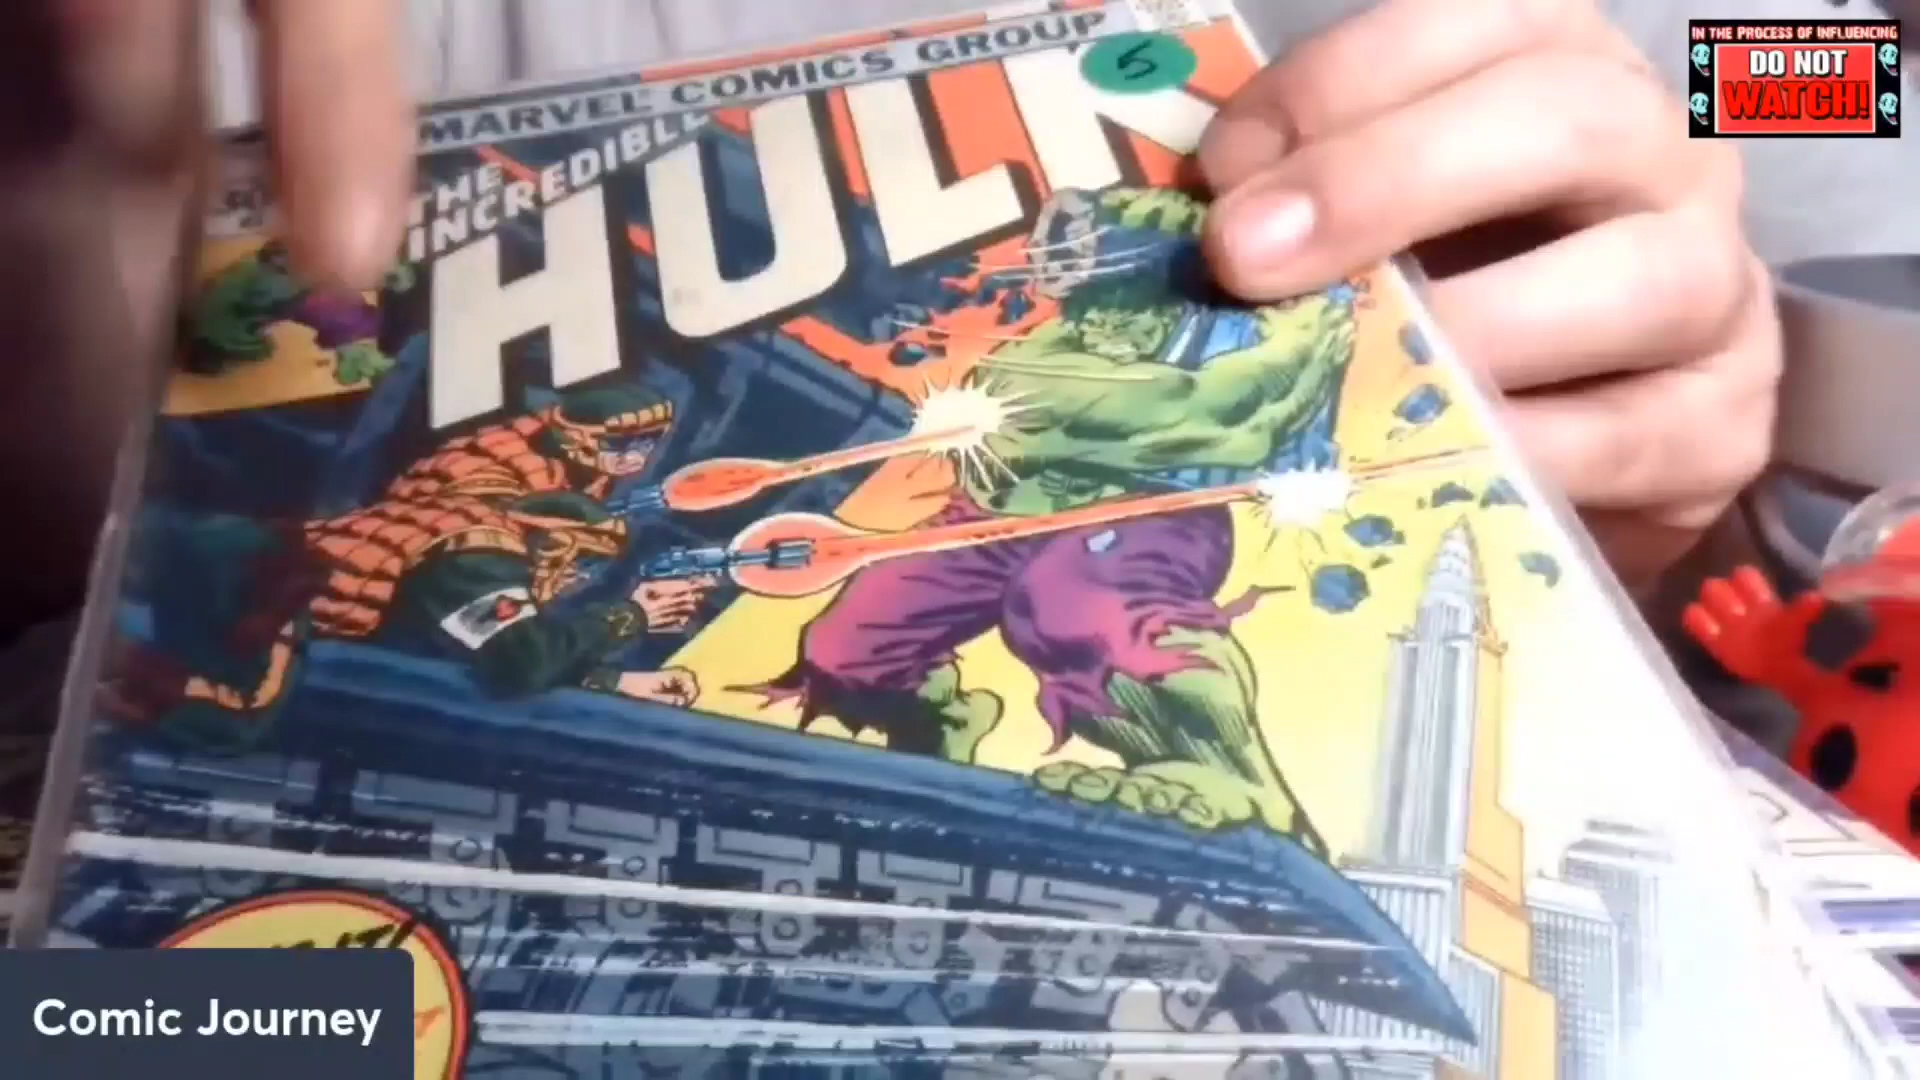 MARVEL COMICS GROUP
5
THE
INCREDIBLE
HULK
IN THE PROCESS OF INFLUENCING
DO NOT
WATCH!
Comic Journey